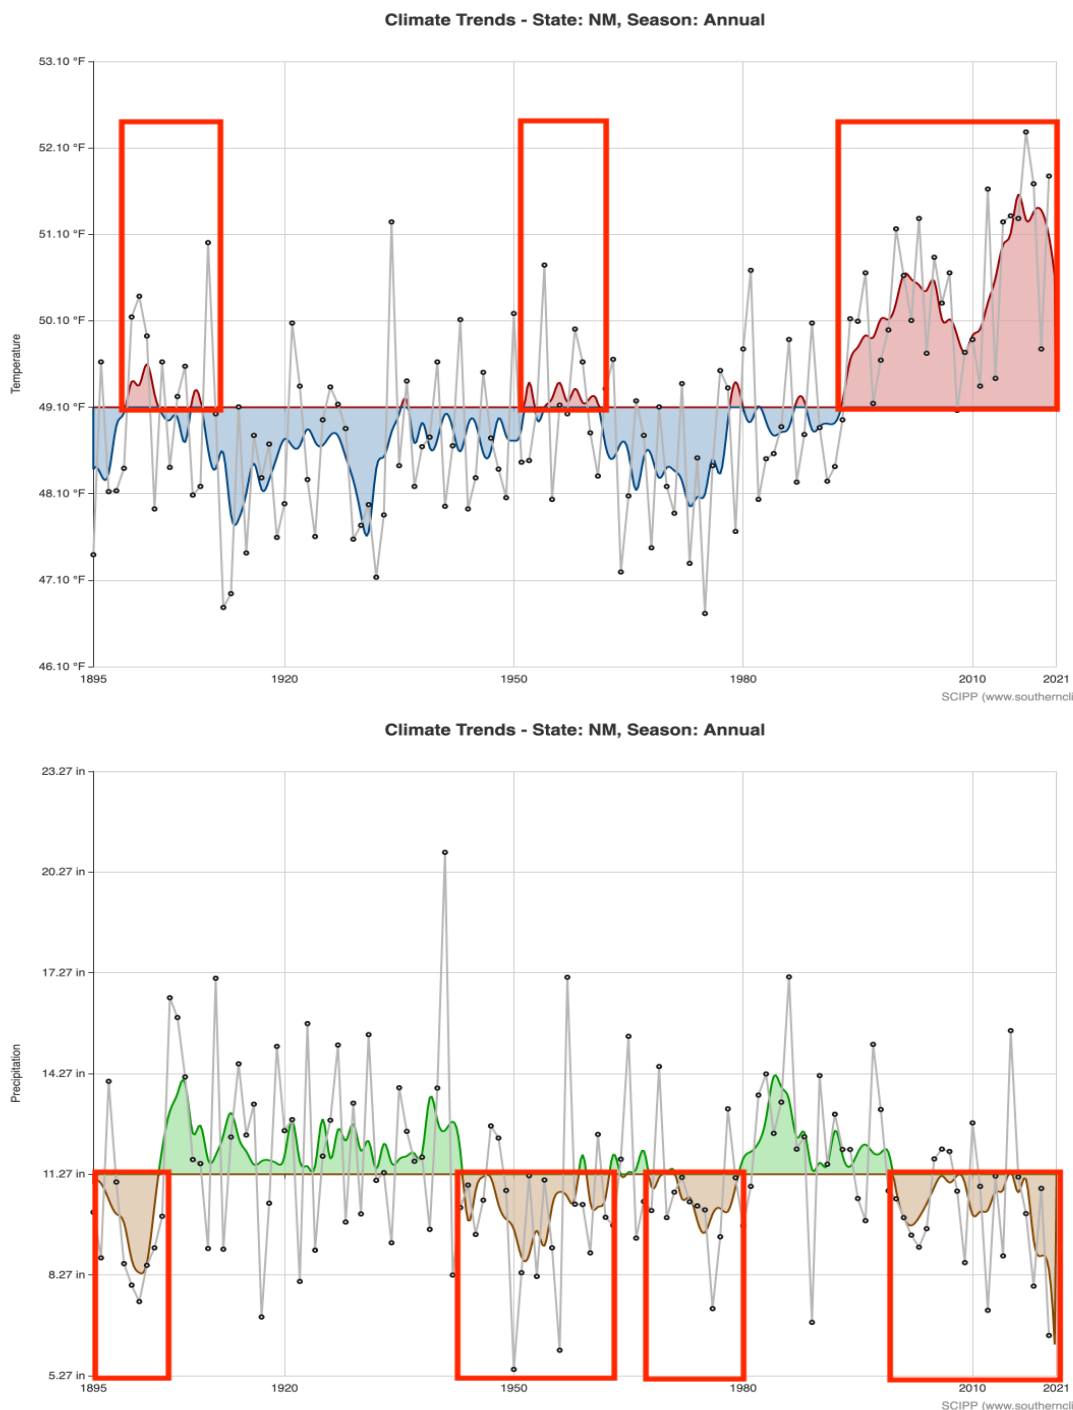 Climate Trends - State: NM, Season: Annual
53.10 °F
52.10 °F
51.10 °F
50.10 °F
49.10 °F
48.10 °F
47.10 °F
46.10 °F
Temperature
1895 1920 1950 1980 2010 2021
SCIPP (www.southerncli
Climate Trends - State: NM, Season: Annual
23.27 in
20.27 in
17.27 in
14.27 in
11.27 in
8.27 in
5.27 in
Precipitation
1895 1920 1950 1980 2010 2021
SCIPP (www.southerncli